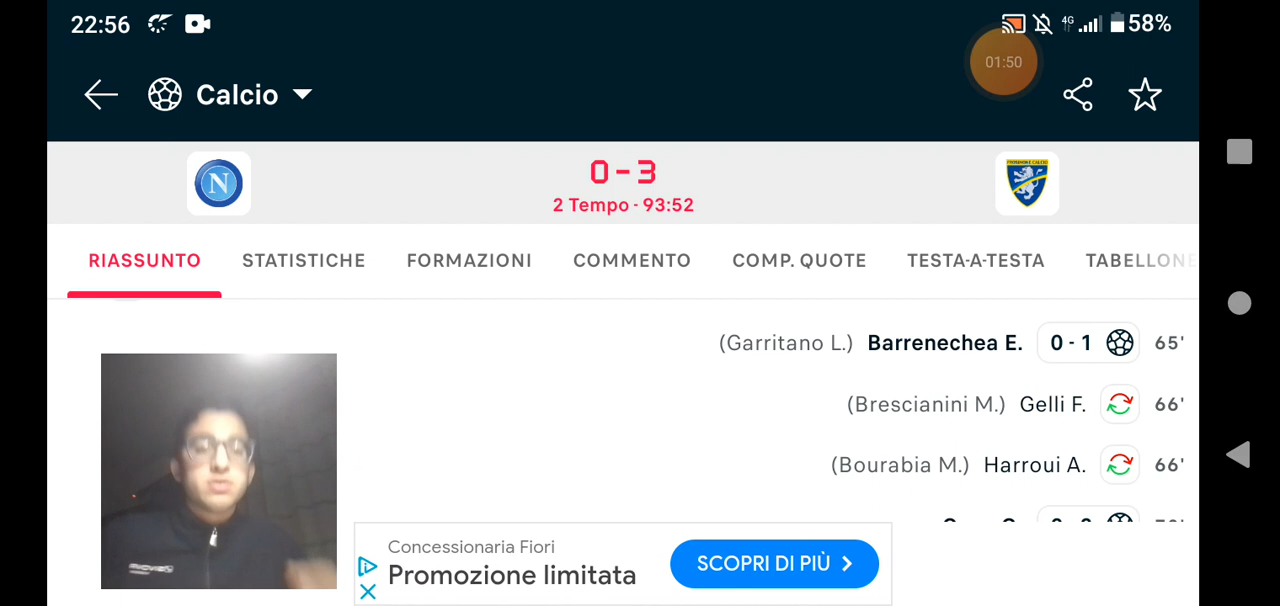 22:56 4G 58%
01:50
Calcio
0 - 3
2 Tempo - 93:52
RIASSUNTO STATISTICHE FORMAZIONI COMMENTO COMP. QUOTE TESTA-A-TESTA TABELLONE
(Garritano L.) Barrenechea E. 0 - 1 65'
(Brescianini M.) Gelli F. 66'
(Bourabia M.) Harroui A. 66'
Concessionaria Fiori
Promozione limitata
SCOPRI DI PIÙ